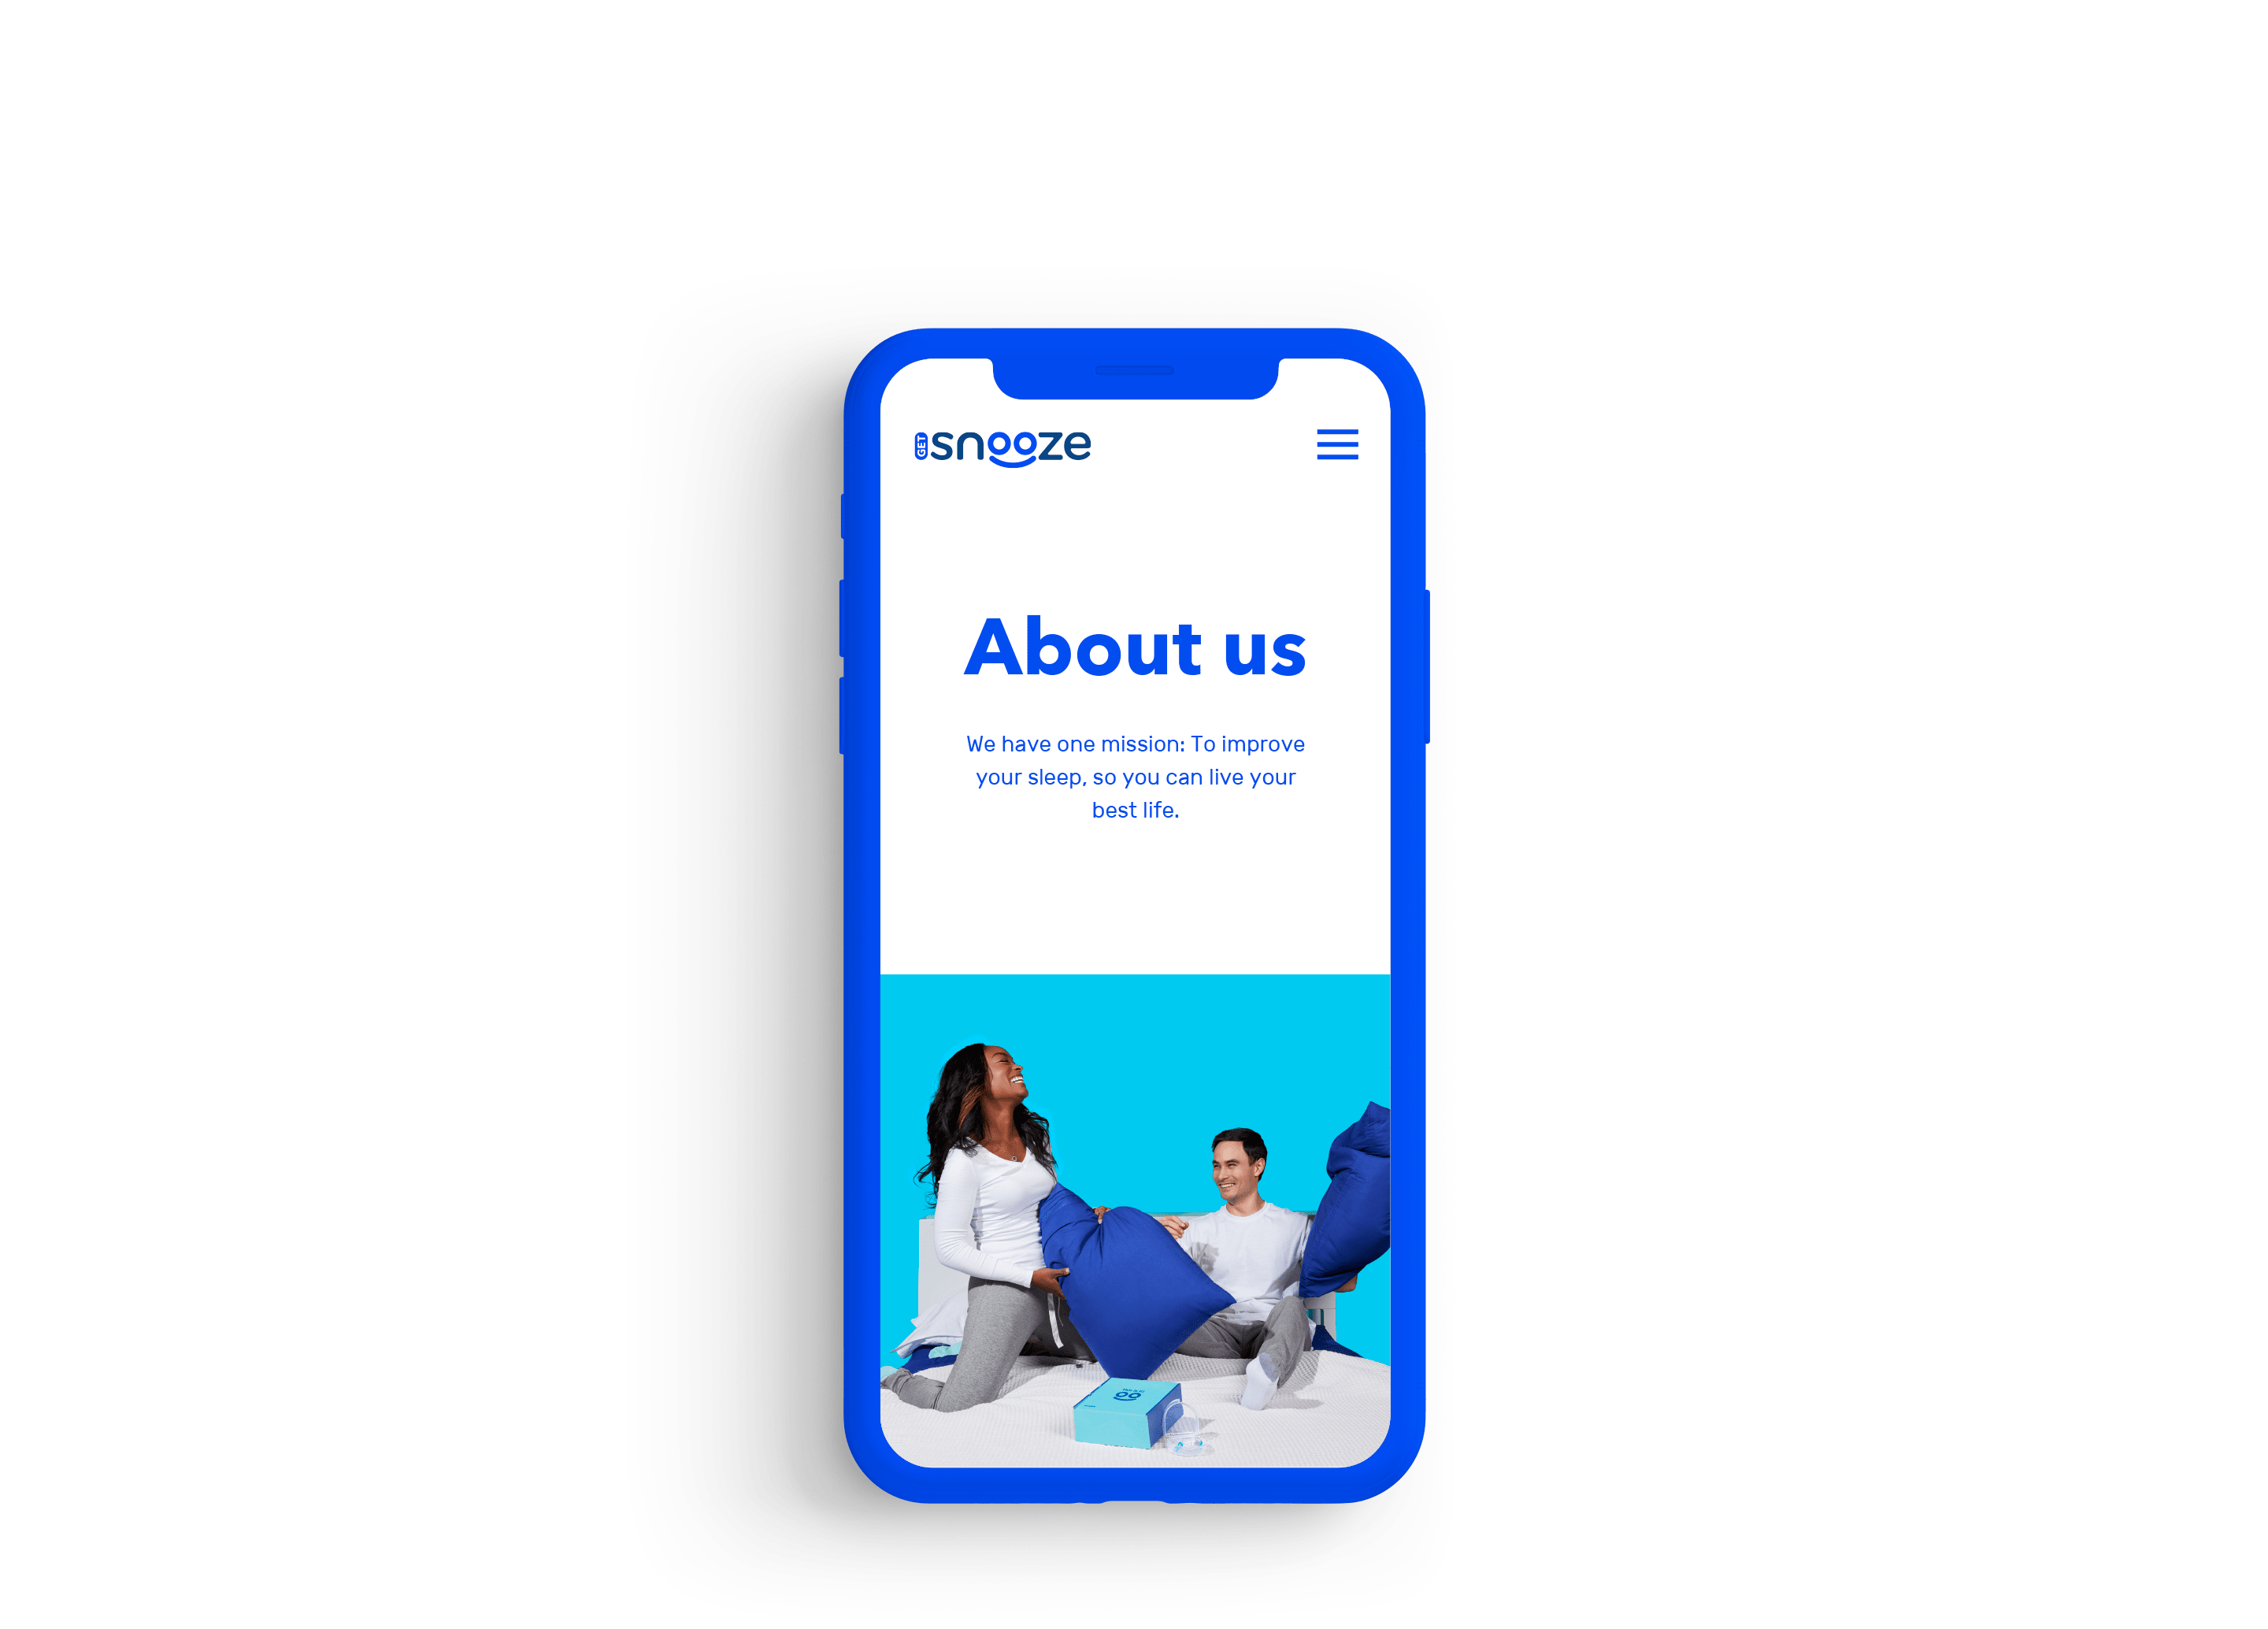 GET snooze
About us
We have one mission: To improve
your sleep, so you can live your
best life.